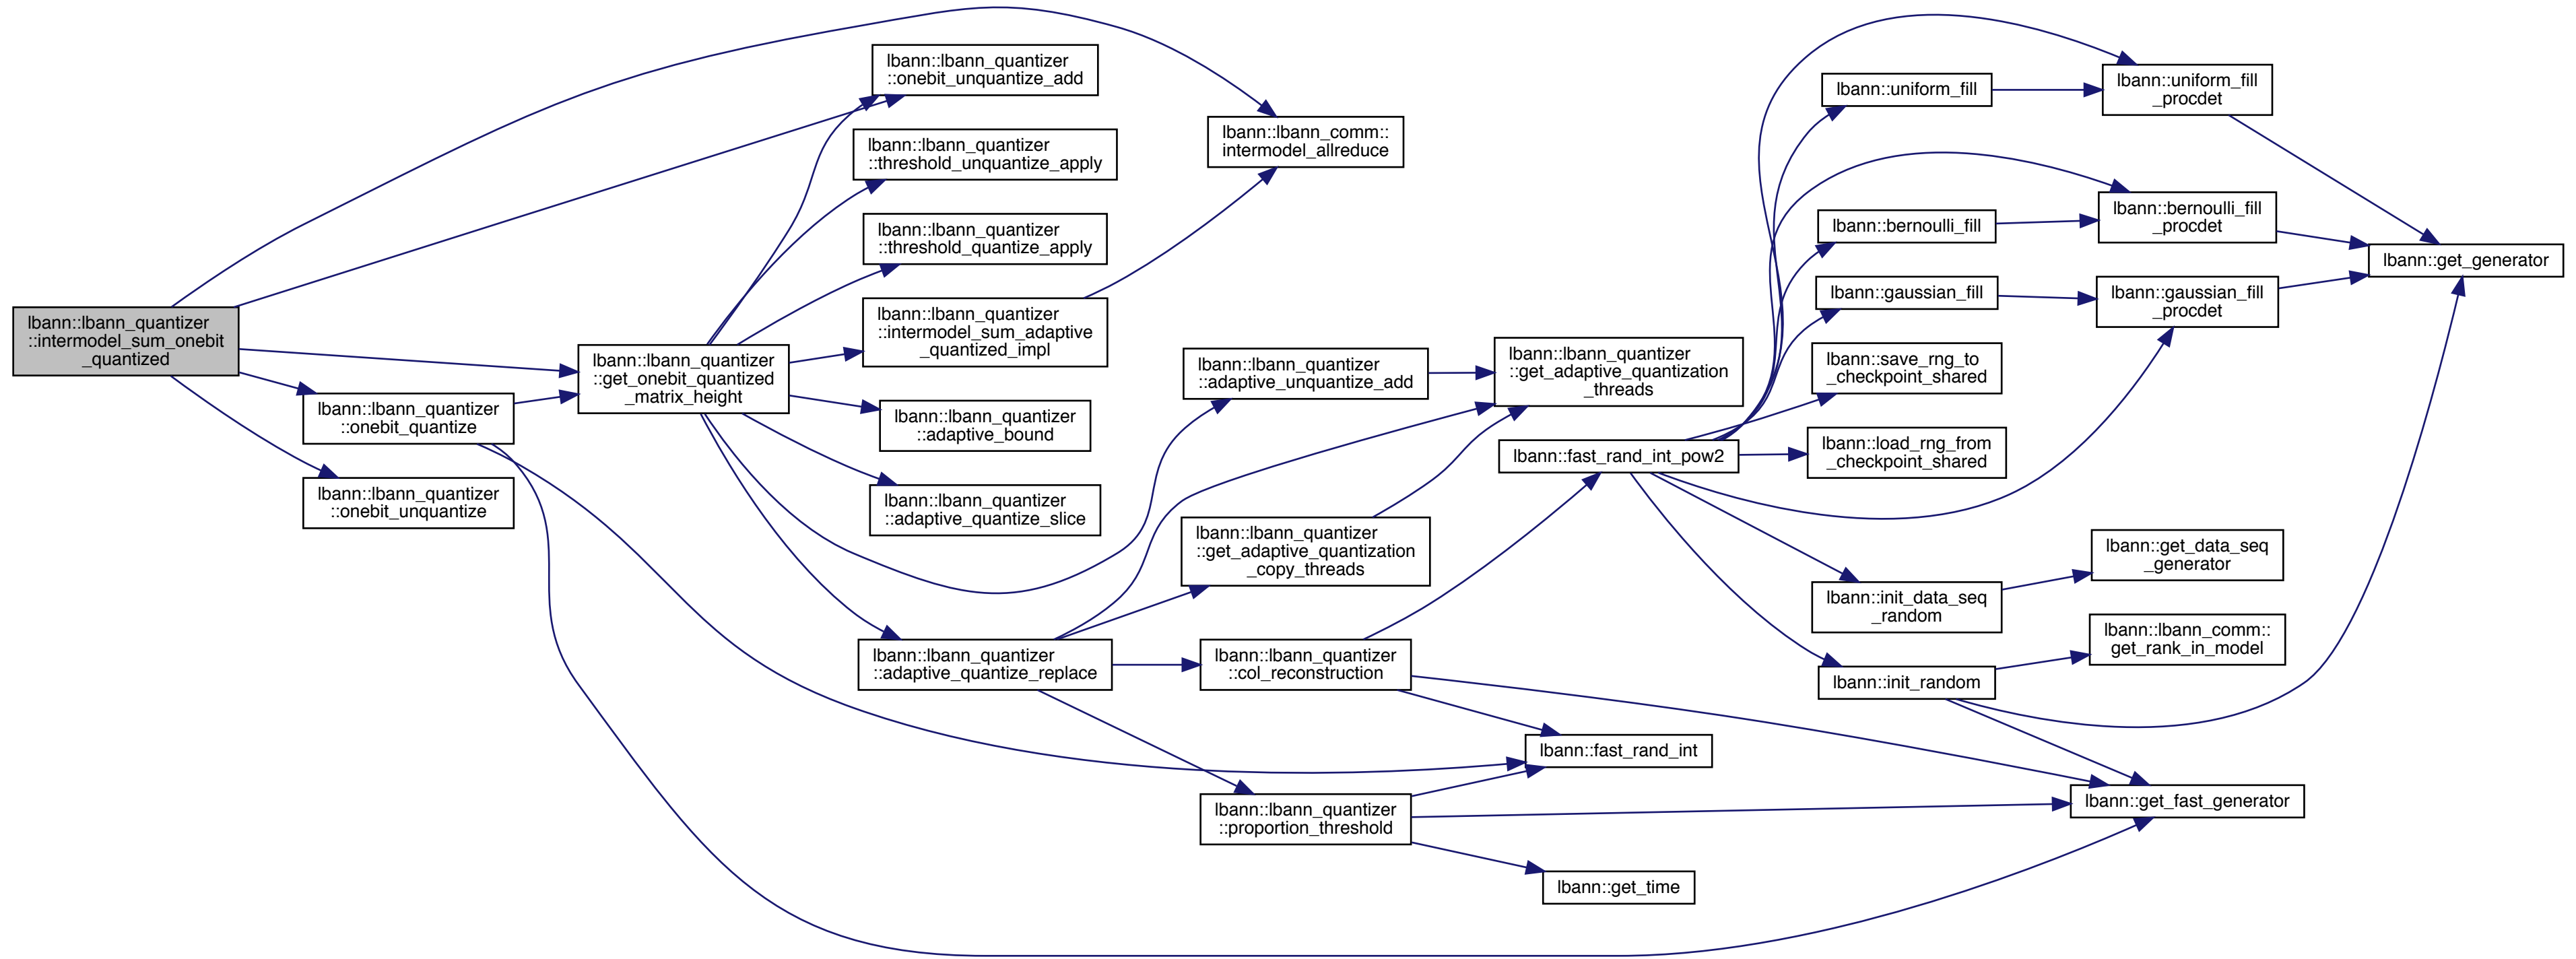 lbann::lbann_quantizer
::intermodel_sum_onebit
_quantized
lbann::lbann_quantizer
::onebit_quantize
lbann::lbann_quantizer
::onebit_unquantize
lbann::lbann_quantizer
::get_onebit_quantized
_matrix_height
lbann::lbann_quantizer
::onebit_unquantize_add
lbann::lbann_quantizer
::threshold_unquantize_apply
lbann::lbann_quantizer
::threshold_quantize_apply
lbann::lbann_quantizer
::intermodel_sum_adaptive
_quantized_impl
lbann::lbann_quantizer
::adaptive_bound
lbann::lbann_quantizer
::adaptive_quantize_slice
lbann::lbann_quantizer
::adaptive_quantize_replace
lbann::lbann_comm::
intermodel_allreduce
lbann::lbann_quantizer
::adaptive_unquantize_add
lbann::lbann_quantizer
::get_adaptive_quantization
_copy_threads
lbann::lbann_quantizer
::col_reconstruction
lbann::lbann_quantizer
::proportion_threshold
lbann::lbann_quantizer
::get_adaptive_quantization
_threads
lbann::fast_rand_int_pow2
lbann::fast_rand_int
lbann::get_time
lbann::uniform_fill
lbann::bernoulli_fill
lbann::gaussian_fill
lbann::save_rng_to
_checkpoint_shared
lbann::load_rng_from
_checkpoint_shared
lbann::init_data_seq
_random
lbann::init_random
lbann::uniform_fill
_procdet
lbann::bernoulli_fill
_procdet
lbann::gaussian_fill
_procdet
lbann::get_data_seq
_generator
lbann::lbann_comm::
get_rank_in_model
lbann::get_fast_generator
lbann::get_generator